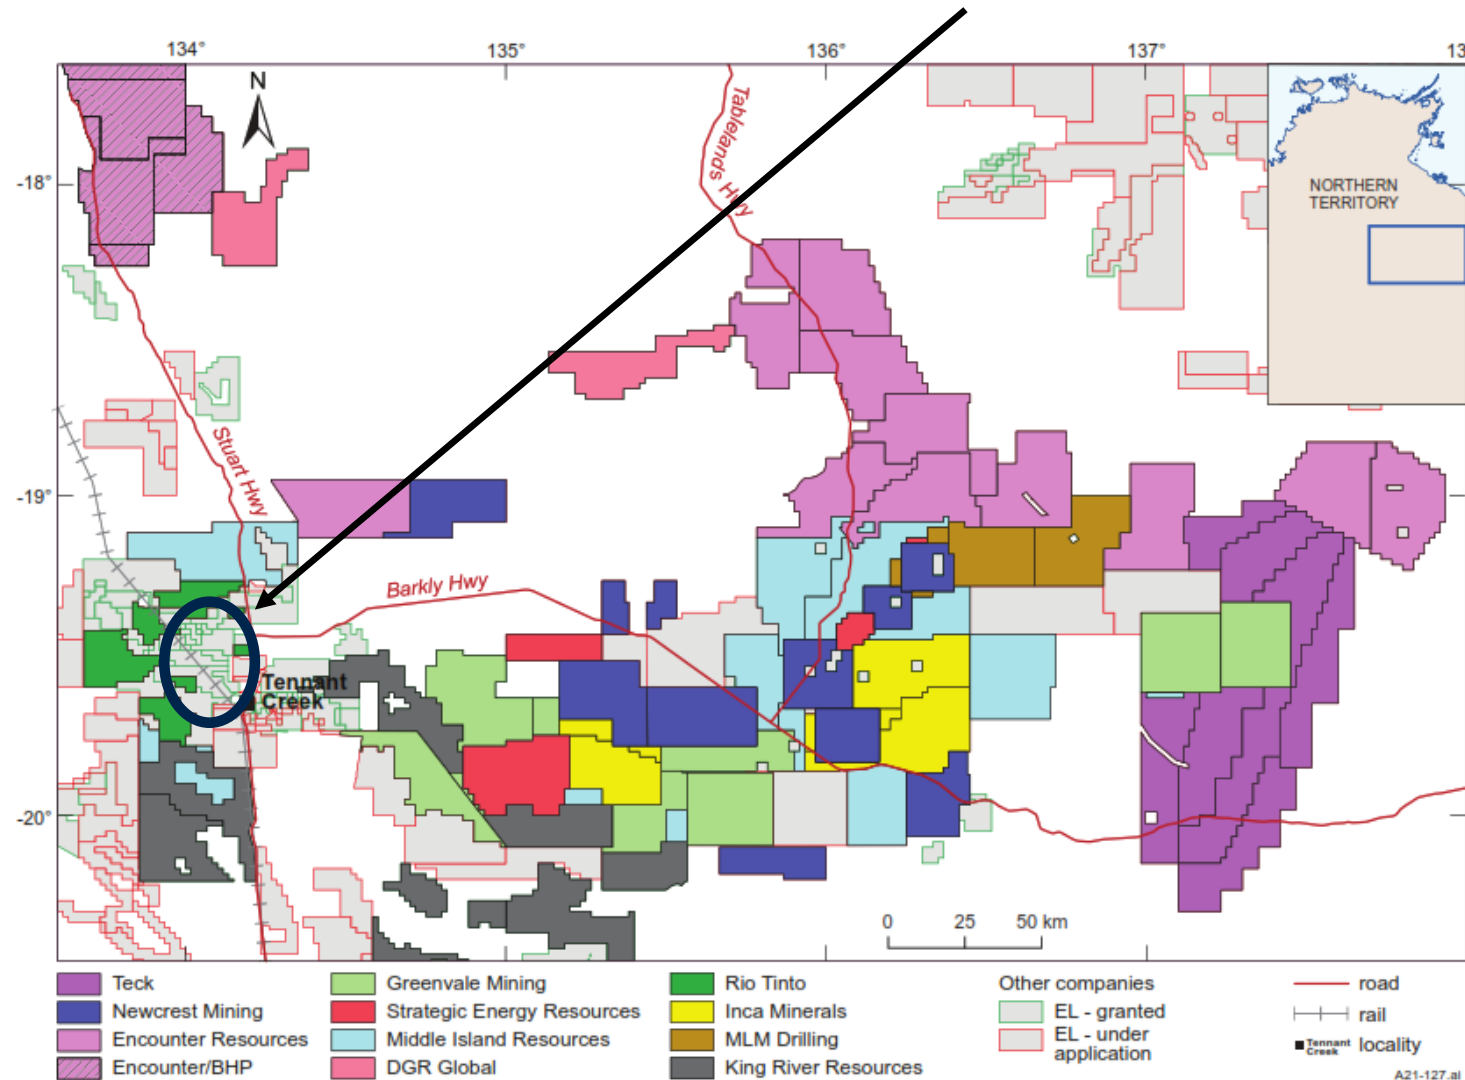 134°
135°
136°
137°
13
N
-18°
-19°
-20°
Tablelands Hwy
NORTHERN
TERRITORY
Stuart Hwy
Barkly Hwy
Tennant
Creek
0 25 50 km
Teck
Newcrest Mining
Encounter Resources
Encounter/BHP
Greenvale Mining
Strategic Energy Resources
Middle Island Resources
DGR Global
Rio Tinto
Inca Minerals
MLM Drilling
King River Resources
Other companies
EL - granted
EL - under
application
road
rail
Tennant
Creek
locality
A21-127.ai